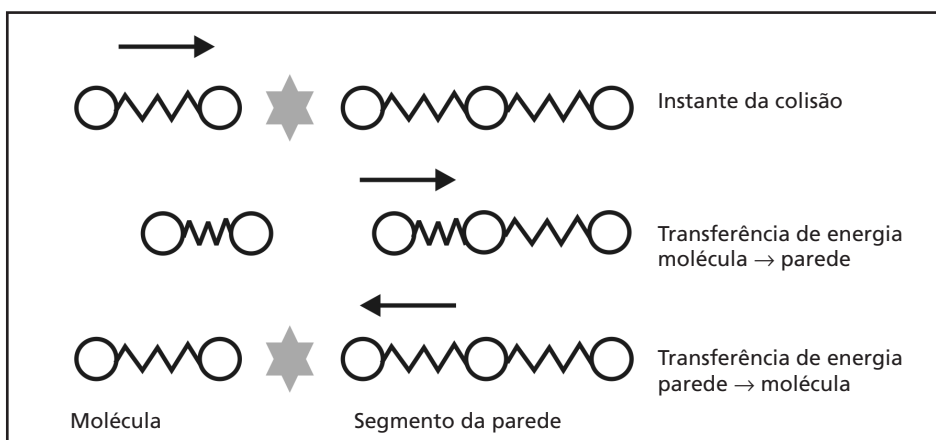 Instante da colisão
Transferência de energia
molécula → parede
Transferência de energia
parede → molécula
Molécula
Segmento da parede